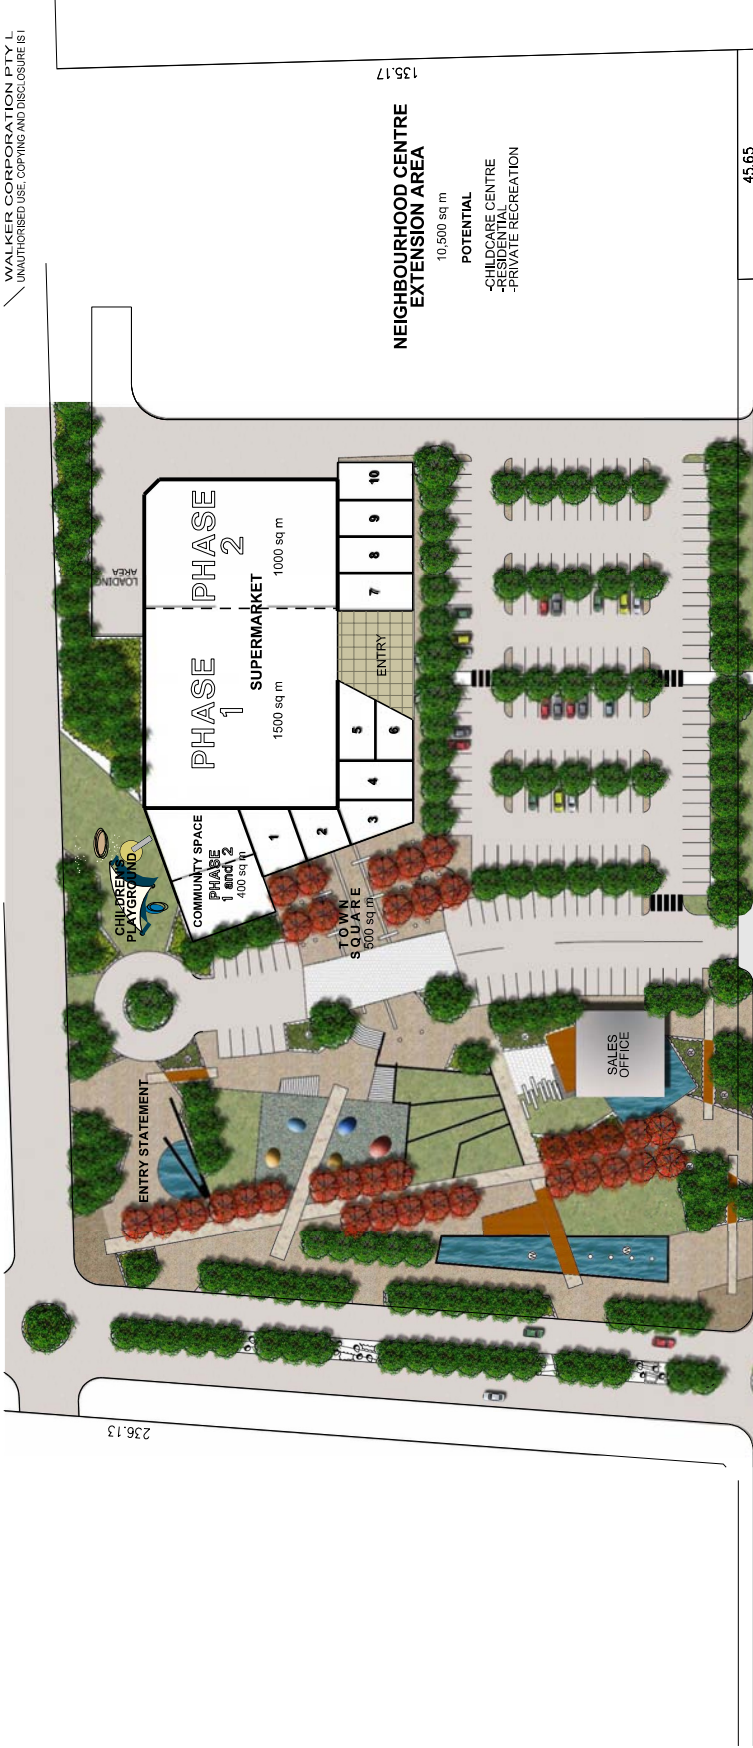 WALKER CORPORATION PTY L
UNAUTHORISED USE, COPYING AND DISCLOSURE IS I
135.17
45.65
NEIGHBOURHOOD CENTRE
EXTENSION AREA
10,500 sq m
POTENTIAL
-CHILDCARE CENTRE
-RESIDENTIAL
-PRIVATE RECREATION
LOADING
AREA
PHASE
2
1000 sq m
SUPERMARKET
PHASE
1
1500 sq m
10
9
8
7
ENTRY
5
6
4
3
2
1
COMMUNITY SPACE
PHASE
1 and 2
400 sq m
CHILDREN'S
PLAYGROUND
TOWN
SQUARE
500 sq m
SALES
OFFICE
ENTRY STATEMENT
236.13